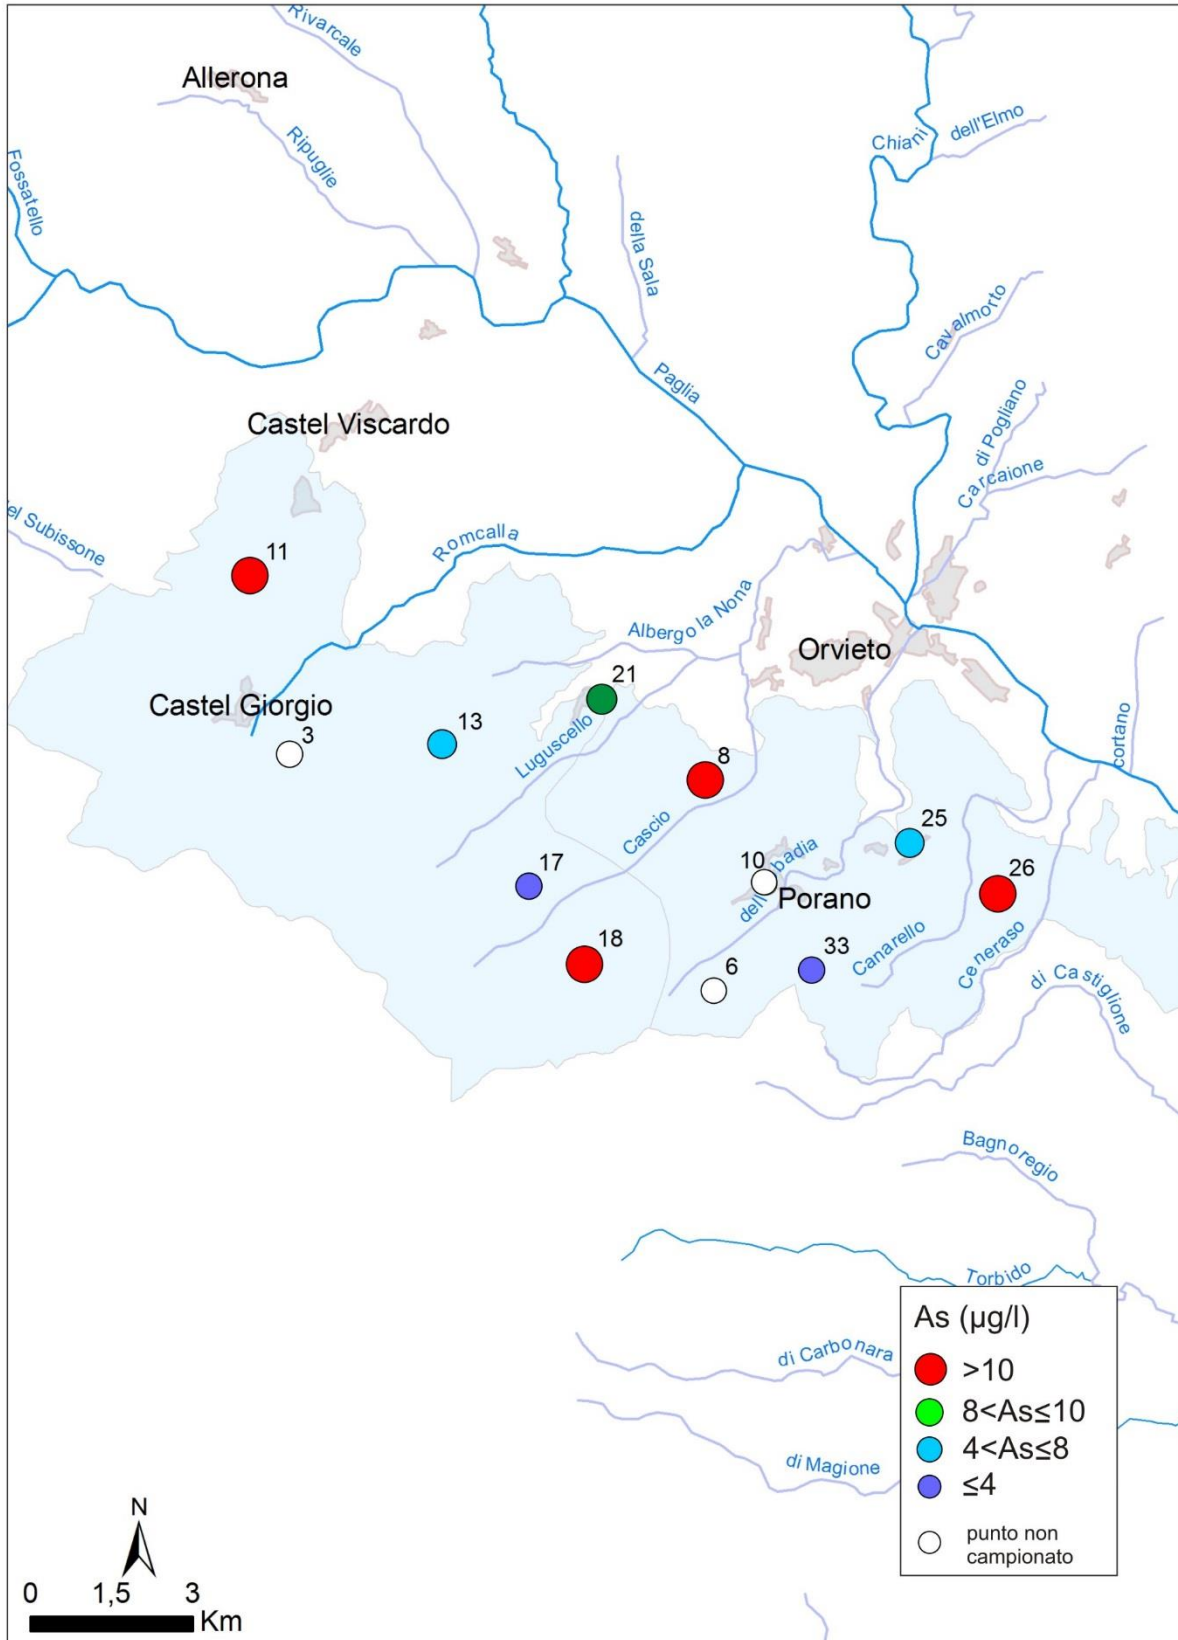 Rivarcale
Allerona
Ripuglie
Fossatello
Chiani
dell'Elmo
della Sala
Cavalmorto
Paglia
di Pogliano
Carcaione
Castel Viscardo
el Subissone
Romcalla
11
Albergo la Nona
Orvieto
21
Castel Giorgio
3
13
Luguscello
8
cortano
Cascio
25
17
10
dell
badia
26
Porano
18
33
6
Canarello
Ceneraso
di Castiglione
Bagnoregio
Torbido
di Carbonara
di Magione
As (µg/l)
>10
8<As≤10
4<As≤8
≤4
punto non
campionato
N
0 1,5 3
Km